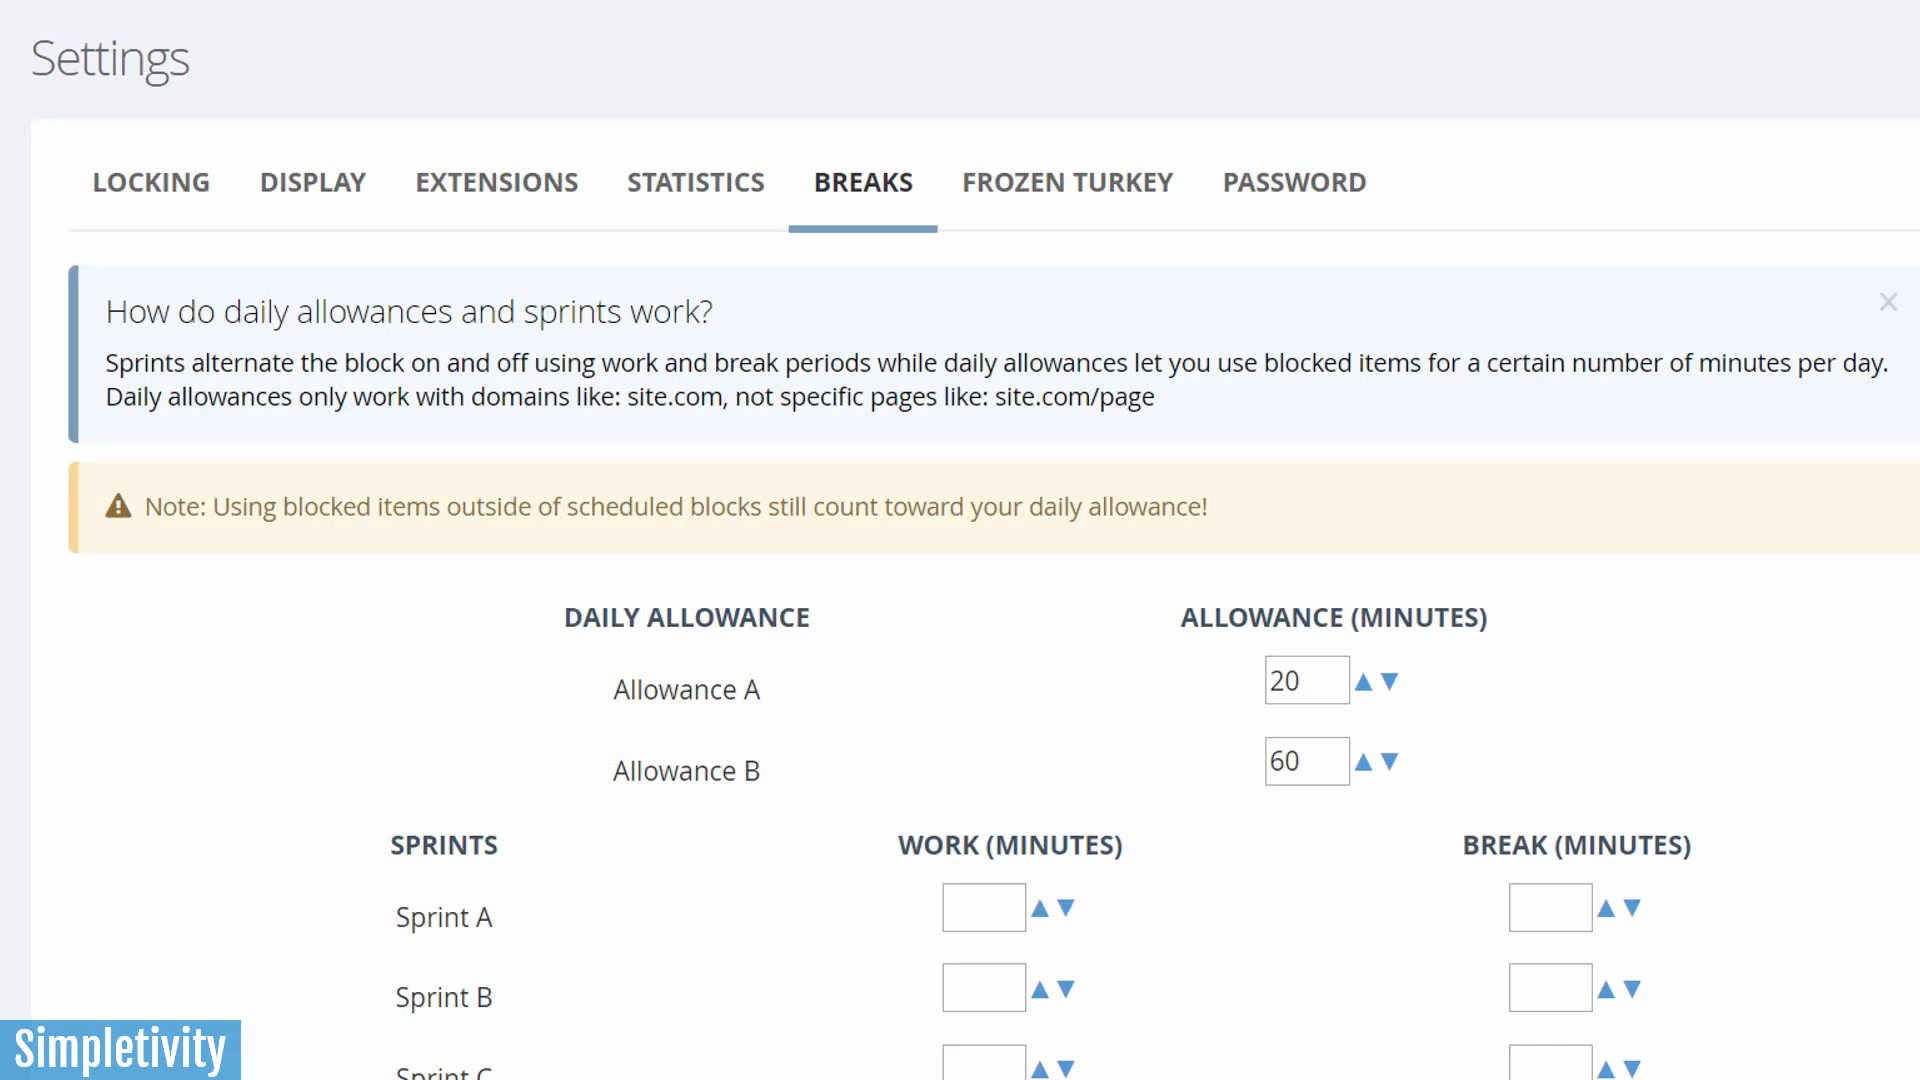 Settings
LOCKING DISPLAY EXTENSIONS STATISTICS BREAKS FROZEN TURKEY PASSWORD
How do daily allowances and sprints work?
Sprints alternate the block on and off using work and break periods while daily allowances let you use blocked items for a certain number of minutes per day.
Daily allowances only work with domains like: site.com, not specific pages like: site.com/page
Note: Using blocked items outside of scheduled blocks still count toward your daily allowance!
DAILY ALLOWANCE ALLOWANCE (MINUTES)
Allowance A 20
Allowance B 60
SPRINTS WORK (MINUTES) BREAK (MINUTES)
Sprint A
Sprint B
Sprint C
Simpletivity